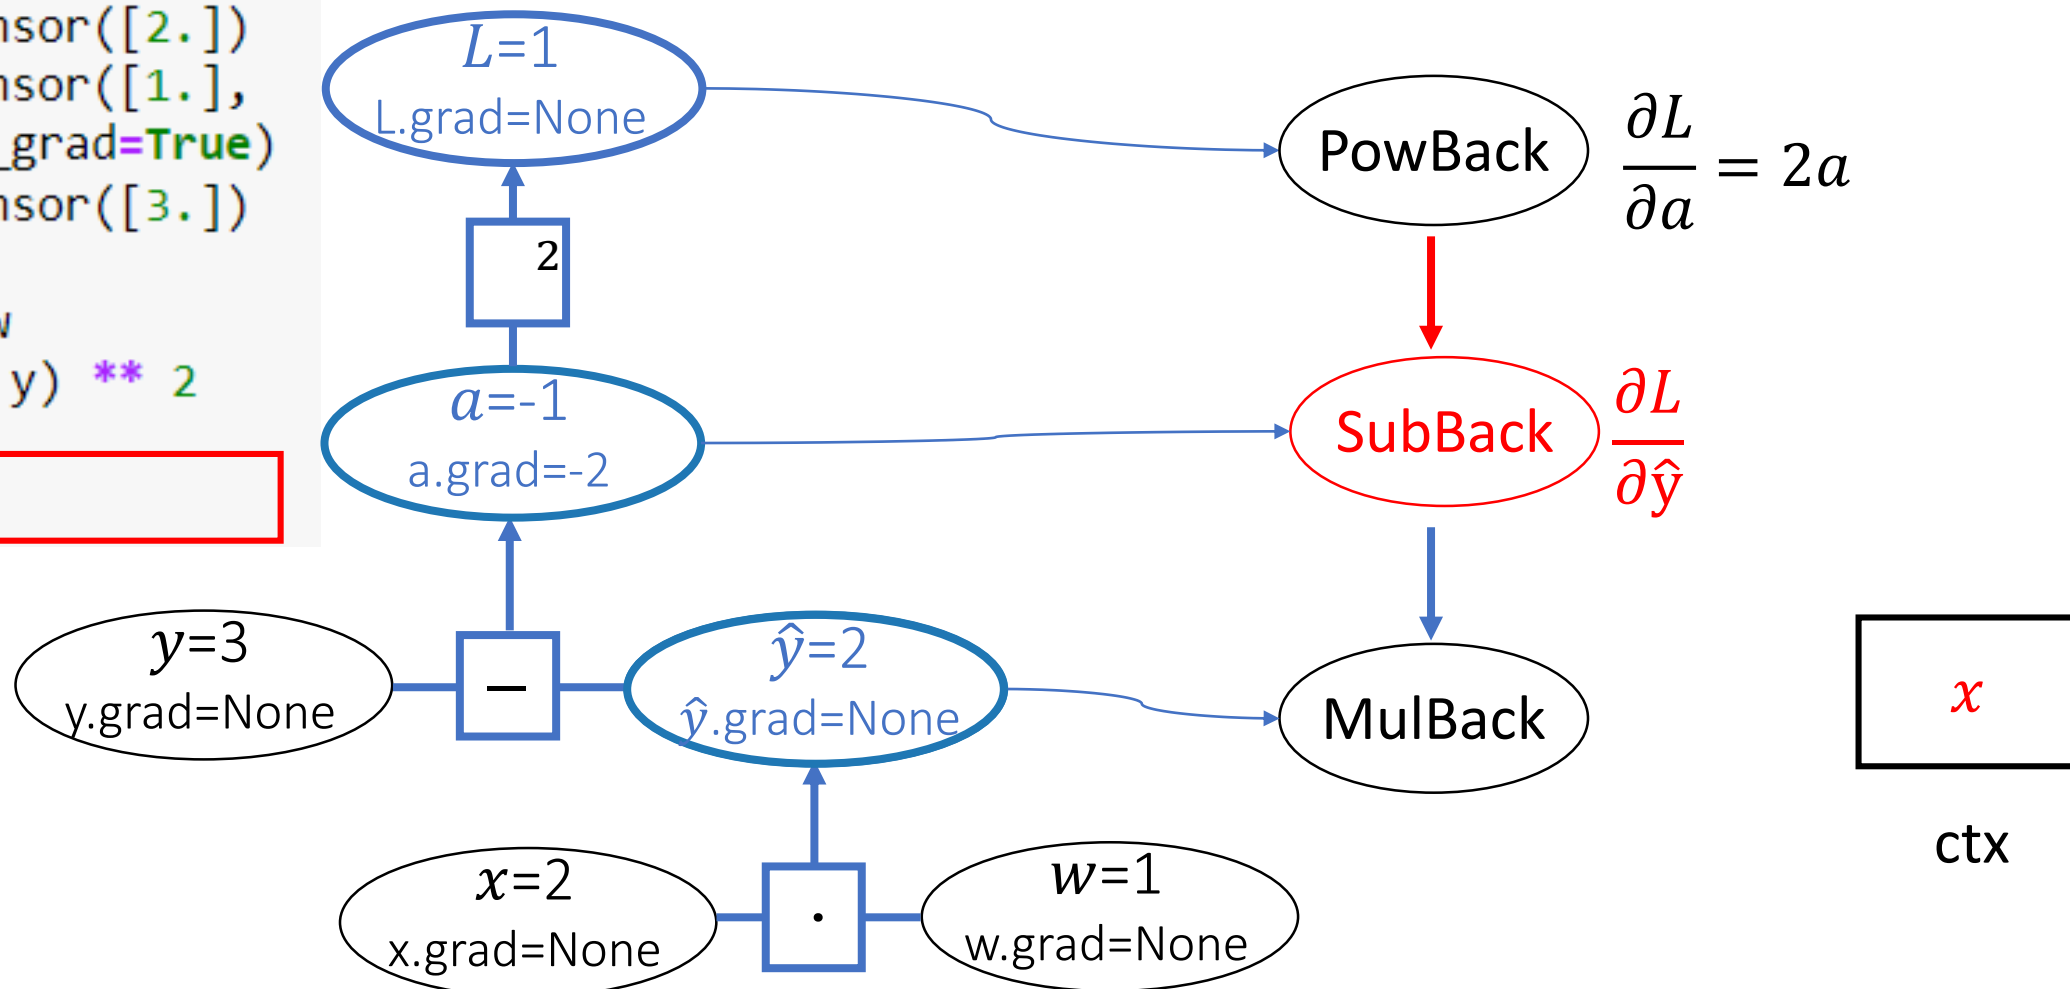 nsor([2.])
nsor([1.],
_grad=True)
nsor([3.])
w
y) ** 2
L=1
L.grad=None
2
a=-1
a.grad=-2
y=3
y.grad=None
−
ŷ=2
ŷ.grad=None
x=2
x.grad=None
·
w=1
w.grad=None
PowBack
∂L/∂a = 2a
SubBack
∂L/∂ŷ
MulBack
x
ctx